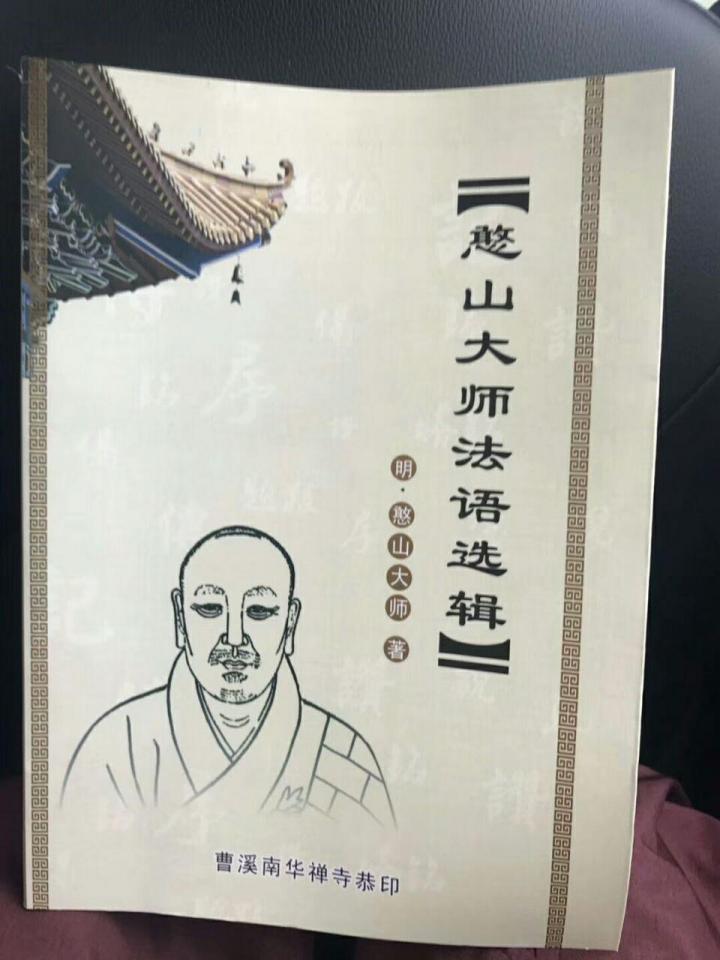 【憨山大师法语选辑】
明·憨山大师 著
曹溪南华禅寺恭印